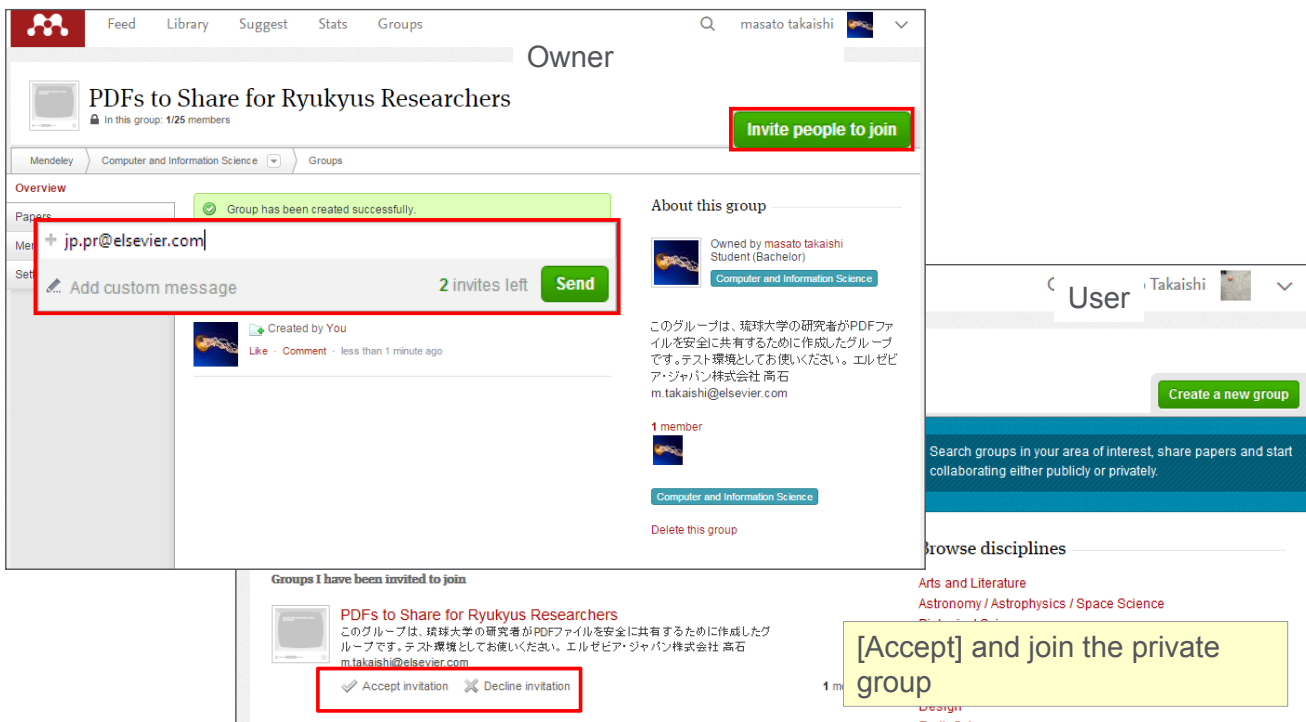 Feed Library Suggest Stats Groups masato takaishi
Owner
PDFs to Share for Ryukyus Researchers
In this group: 1/25 members
Invite people to join
Mendeley Computer and Information Science Groups
Overview
Papers
Group has been created successfully.
jp.pr@elsevier.com
Add custom message 2 invites left Send
Created by You
Like · Comment · less than 1 minute ago
About this group
Owned by masato takaishi
Student (Bachelor)
Computer and Information Science
このグループは、琉球大学の研究者がPDFファ
イルを安全に共有するために作成したグループ
です。テスト環境としてお使いください。エルゼビ
ア・ジャパン株式会社 高石
m.takaishi@elsevier.com
1 member
Computer and Information Science
Delete this group
User
Takaishi
Create a new group
Search groups in your area of interest, share papers and start
collaborating either publicly or privately.
Browse disciplines
Arts and Literature
Astronomy / Astrophysics / Space Science
Groups I have been invited to join
PDFs to Share for Ryukyus Researchers
このグループは、琉球大学の研究者がPDFファイルを安全に共有するために作成したグ
ループです。テスト環境としてお使いください。エルゼビア・ジャパン株式会社 高石
m.takaishi@elsevier.com
Accept invitation Decline invitation
1
[Accept] and join the private
group
Design